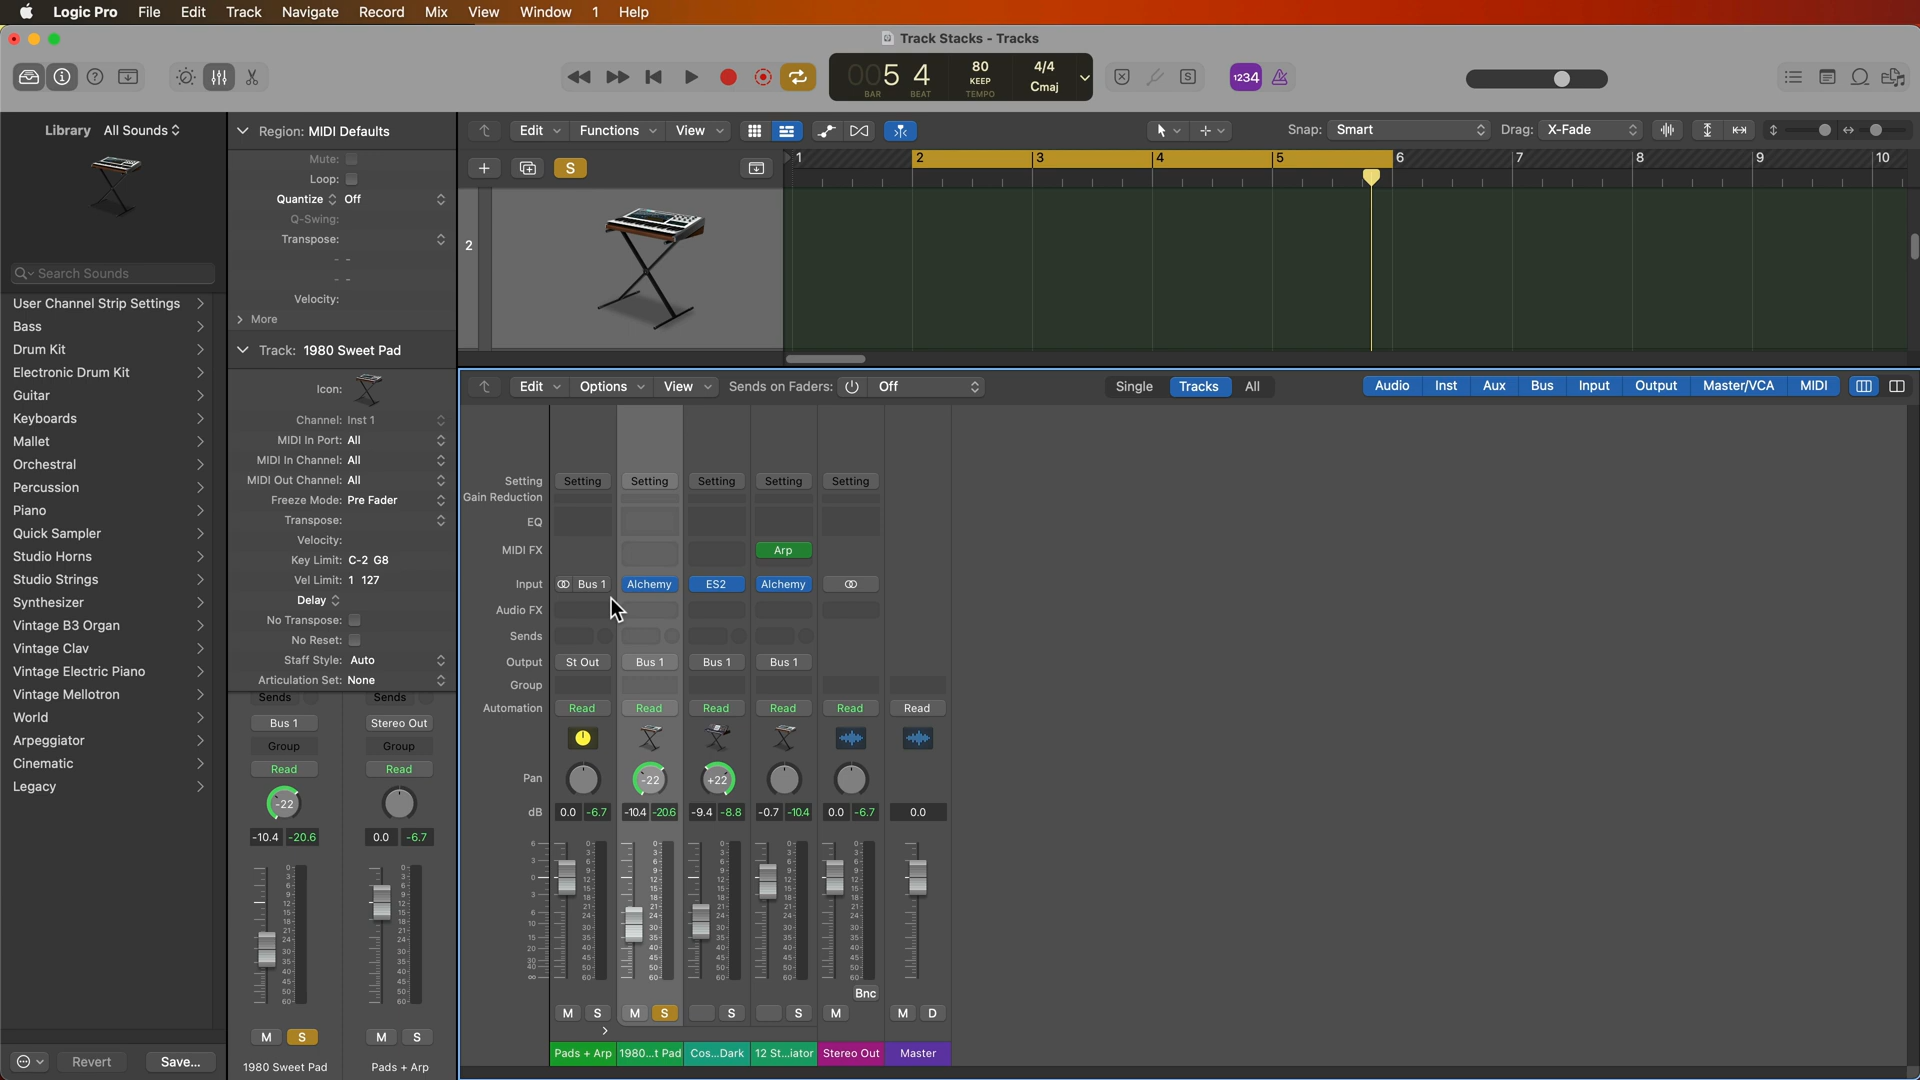 Logic Pro File Edit Track Navigate Record Mix View Window 1 Help
Track Stacks - Tracks
005 4 80 4/4
KEEP Cmaj
BAR BEAT TEMPO
1234
S
Library All Sounds
Search Sounds
User Channel Strip Settings
Bass
Drum Kit
Electronic Drum Kit
Guitar
Keyboards
Mallet
Orchestral
Percussion
Piano
Quick Sampler
Studio Horns
Studio Strings
Synthesizer
Vintage B3 Organ
Vintage Clav
Vintage Electric Piano
Vintage Mellotron
World
Arpeggiator
Cinematic
Legacy
Revert Save...
Region: MIDI Defaults
Mute:
Loop:
Quantize Off
Q-Swing:
Transpose:
- -
- -
Velocity:
More
Track: 1980 Sweet Pad
Icon:
Channel: Inst 1
MIDI In Port: All
MIDI In Channel: All
MIDI Out Channel: All
Freeze Mode: Pre Fader
Transpose:
Velocity:
Key Limit: C-2 G8
Vel Limit: 1 127
Delay
No Transpose:
No Reset:
Staff Style: Auto
Articulation Set: None
Sends Sends
Bus 1 Stereo Out
Group Group
Read Read
-22
-10.4 -20.6 0.0 -6.7
M S M S
1980 Sweet Pad Pads + Arp
Edit Functions View Snap: Smart Drag: X-Fade
S
1 2 3 4 5 6 7 8 9 10
2
Edit Options View Sends on Faders: Off Single Tracks All Audio Inst Aux Bus Input Output Master/VCA MIDI
Setting Setting Setting Setting Setting Setting
Gain Reduction
EQ
MIDI FX Arp
Input Bus 1 Alchemy ES2 Alchemy
Audio FX
Sends
Output St Out Bus 1 Bus 1 Bus 1
Group
Automation Read Read Read Read Read Read
Pan -22 +22
dB 0.0 -6.7 -10.4 -20.6 -9.4 -8.8 -0.7 -10.4 0.0 -6.7 0.0
Bnc
M S M S S S M M D
Pads + Arp 1980...t Pad Cos...Dark 12 St...iator Stereo Out Master